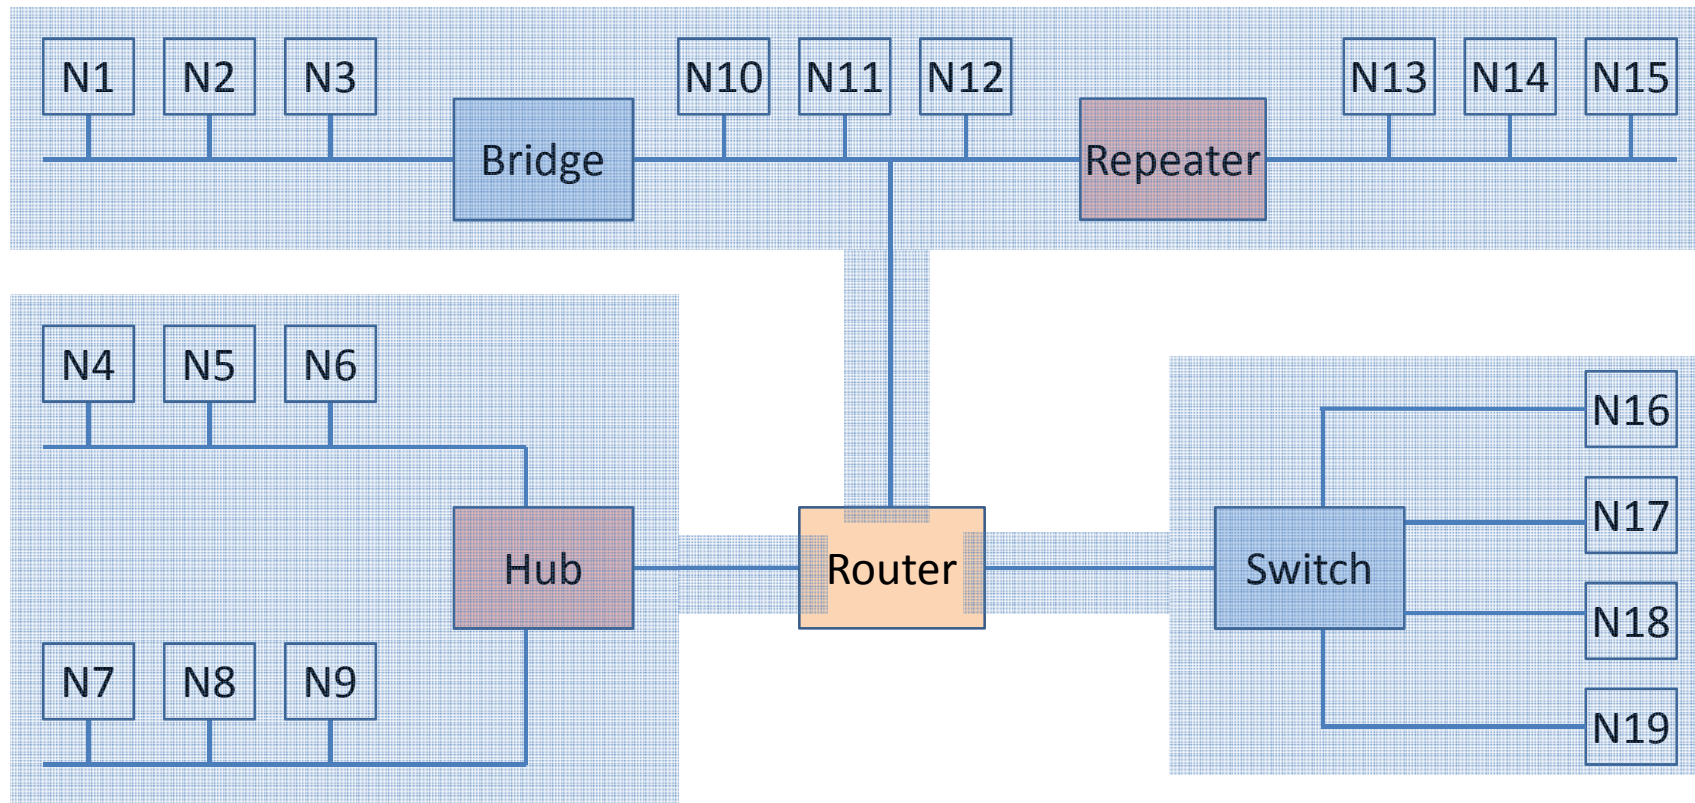 N1 N2 N3 N10 N11 N12 N13 N14 N15
Bridge Repeater
N4 N5 N6
N16
N17
Hub Router Switch
N18
N7 N8 N9
N19